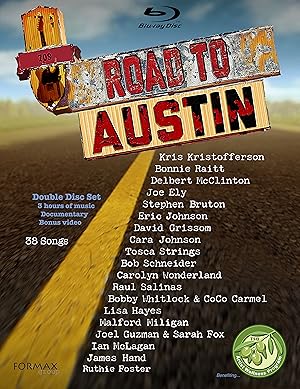 Blu-ray Disc
THE
ROAD TO
AUSTIN
Kris Kristofferson
Bonnie Raitt
Delbert McClinton
Joe Ely
Stephen Bruton
Eric Johnson
David Grissom
Cara Johnson
Tosca Strings
Bob Schneider
Carolyn Wonderland
Raul Salinas
Bobby Whitlock & CoCo Carmel
Lisa Hayes
Malford Milligan
Joel Guzman & Sarah Fox
Ian McLagan
James Hand
Ruthie Foster
Double Disc Set
3 hours of music
Documentary
Bonus video
38 Songs
FORMAX
Benefiting...